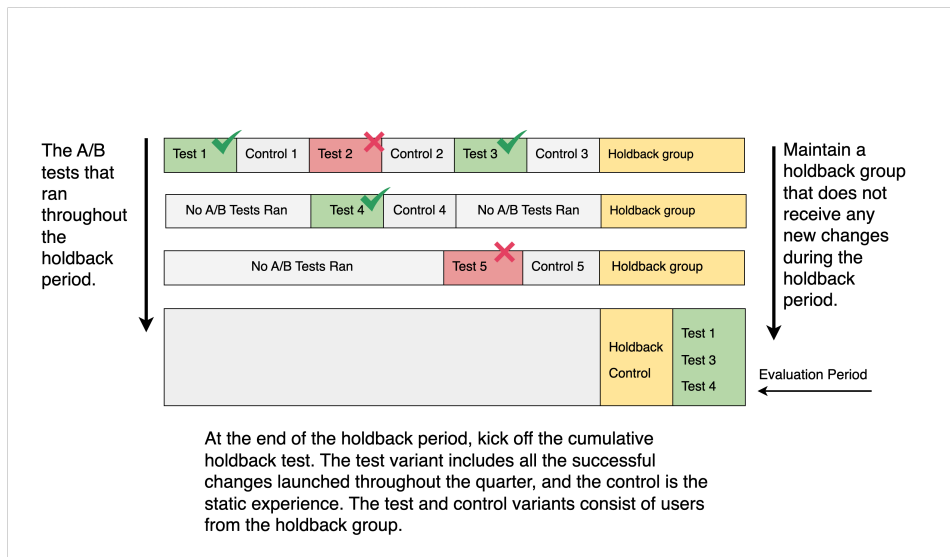 The A/B
tests that
ran
throughout
the
holdback
period.
Test 1
Control 1
Test 2
Control 2
Test 3
Control 3
Holdback group
No A/B Tests Ran
Test 4
Control 4
No A/B Tests Ran
Holdback group
No A/B Tests Ran
Test 5
Control 5
Holdback group
Holdback
Control
Test 1
Test 3
Test 4
Maintain a
holdback group
that does not
receive any
new changes
during the
holdback
period.
Evaluation Period
At the end of the holdback period, kick off the cumulative
holdback test. The test variant includes all the successful
changes launched throughout the quarter, and the control is the
static experience. The test and control variants consist of users
from the holdback group.